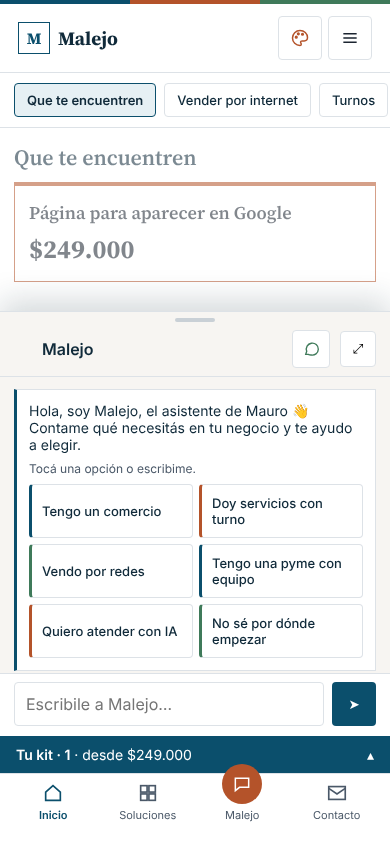 M Malejo
Que te encuentren
Vender por internet
Turnos
Que te encuentren
Página para aparecer en Google
$249.000
Malejo
Hola, soy Malejo, el asistente de Mauro 👋
Contame qué necesitás en tu negocio y te ayudo
a elegir.
Tocá una opción o escribime.
Tengo un comercio
Doy servicios con
turno
Vendo por redes
Tengo una pyme con
equipo
Quiero atender con IA
No sé por dónde
empezar
Escribile a Malejo...
Tu kit · 1 · desde $249.000
Inicio
Soluciones
Malejo
Contacto